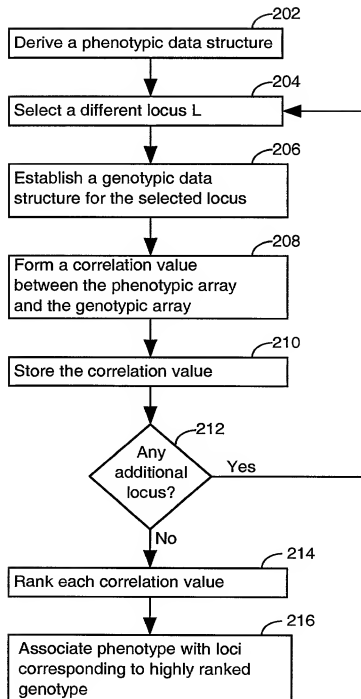 202
Derive a phenotypic data structure
204
Select a different locus L
206
Establish a genotypic data
structure for the selected locus
208
Form a correlation value
between the phenotypic array
and the genotypic array
210
Store the correlation value
212
Any
additional
locus?
Yes
No
214
Rank each correlation value
216
Associate phenotype with loci
corresponding to highly ranked
genotype